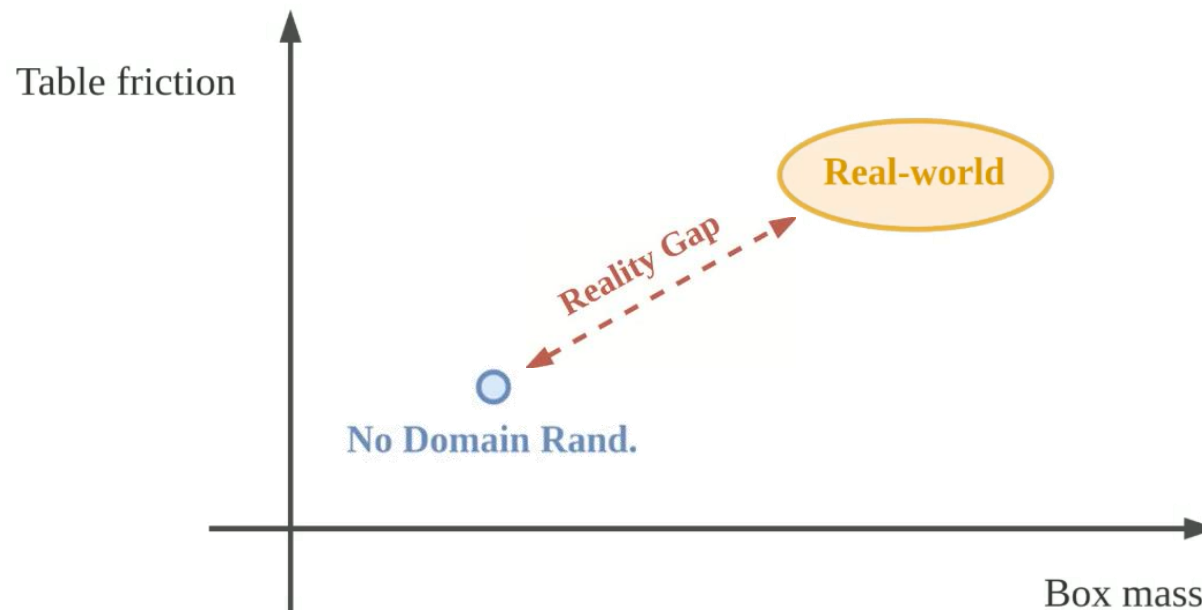 Table friction
Real-world
Reality Gap
No Domain Rand.
Box mass